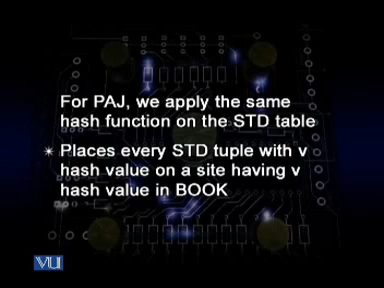 For PAJ, we apply the same
hash function on the STD table
Places every STD tuple with v
hash value on a site having v
hash value in BOOK
VU